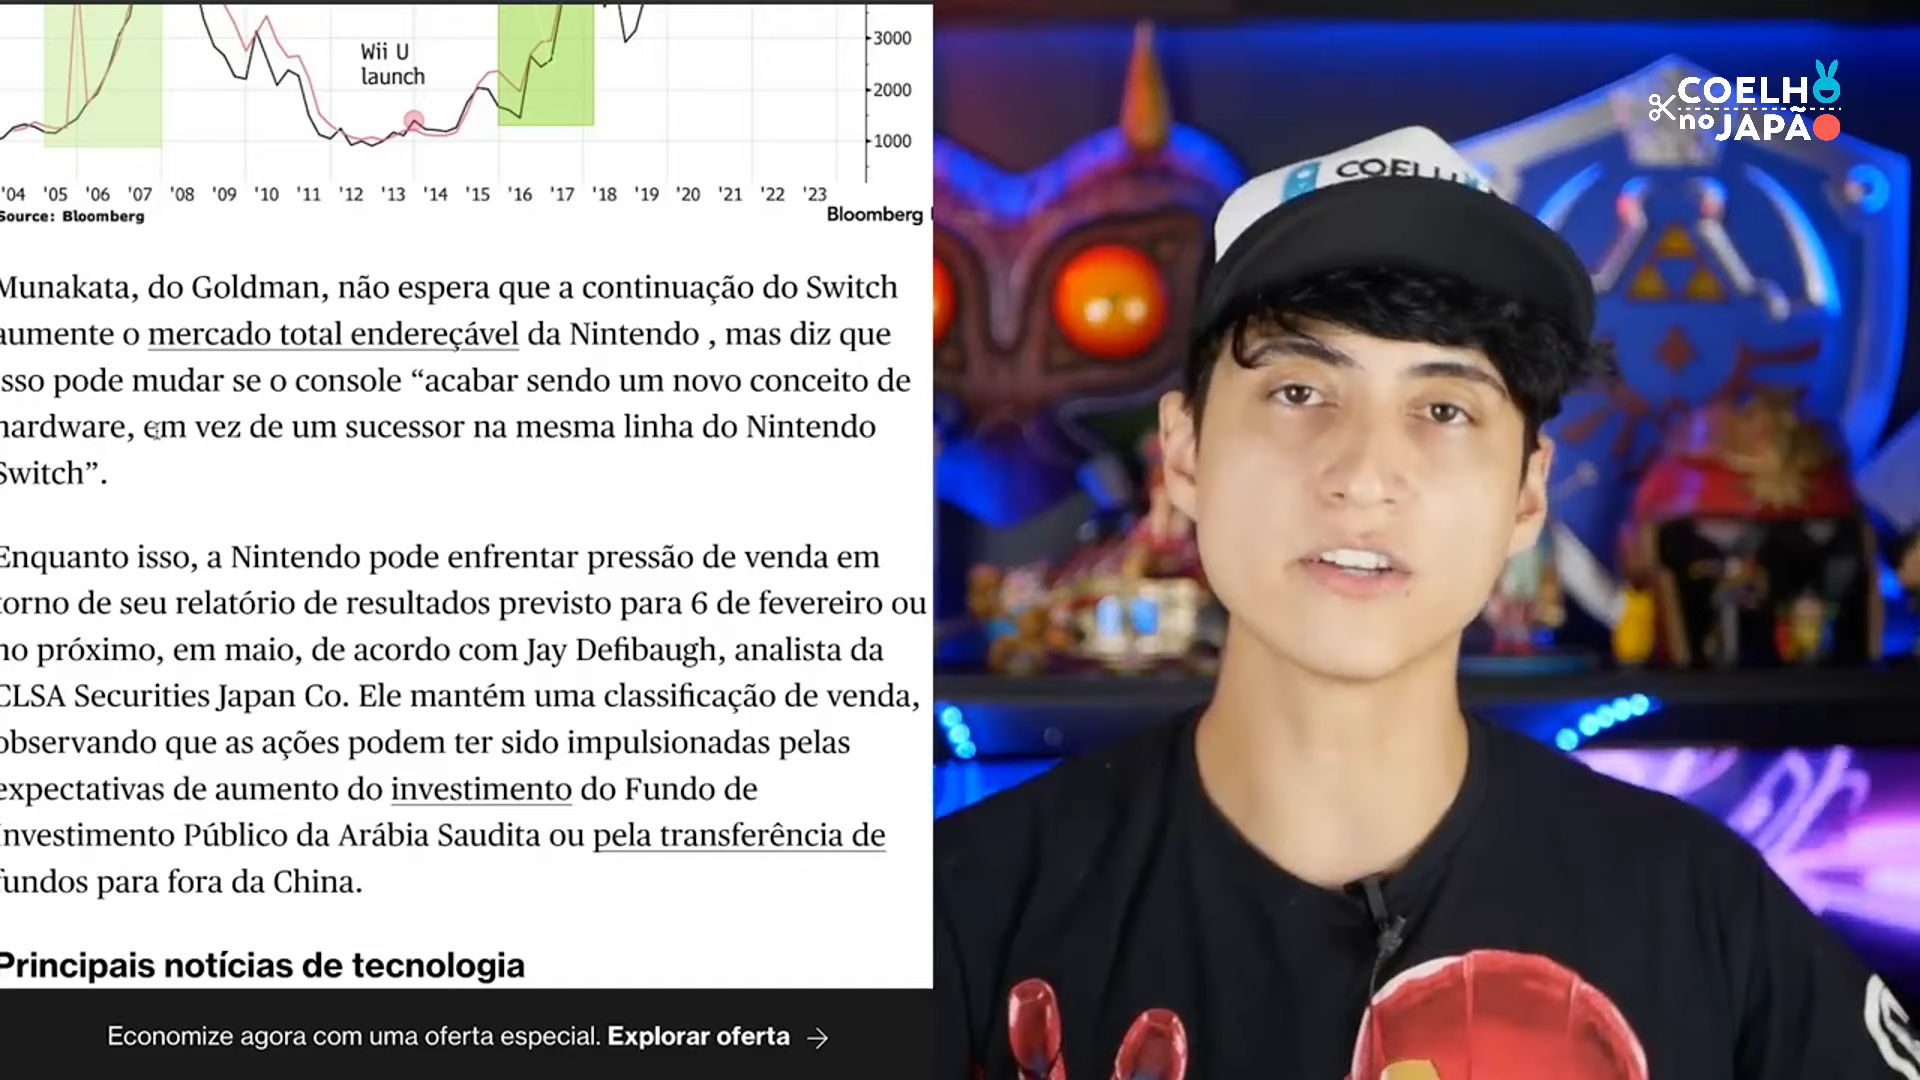 3000
Wii U
launch
2000
1000
'04 '05 '06 '07 '08 '09 '10 '11 '12 '13 '14 '15 '16 '17 '18 '19 '20 '21 '22 '23
Source: Bloomberg
Bloomberg
Munakata, do Goldman, não espera que a continuação do Switch
aumente o mercado total endereçável da Nintendo , mas diz que
isso pode mudar se o console “acabar sendo um novo conceito de
hardware, em vez de um sucessor na mesma linha do Nintendo
Switch”.
Enquanto isso, a Nintendo pode enfrentar pressão de venda em
torno de seu relatório de resultados previsto para 6 de fevereiro ou
no próximo, em maio, de acordo com Jay Defibaugh, analista da
CLSA Securities Japan Co. Ele mantém uma classificação de venda,
observando que as ações podem ter sido impulsionadas pelas
expectativas de aumento do investimento do Fundo de
Investimento Público da Arábia Saudita ou pela transferência de
fundos para fora da China.
Principais notícias de tecnologia
Economize agora com uma oferta especial. Explorar oferta →
COELHO
no JAPÃO